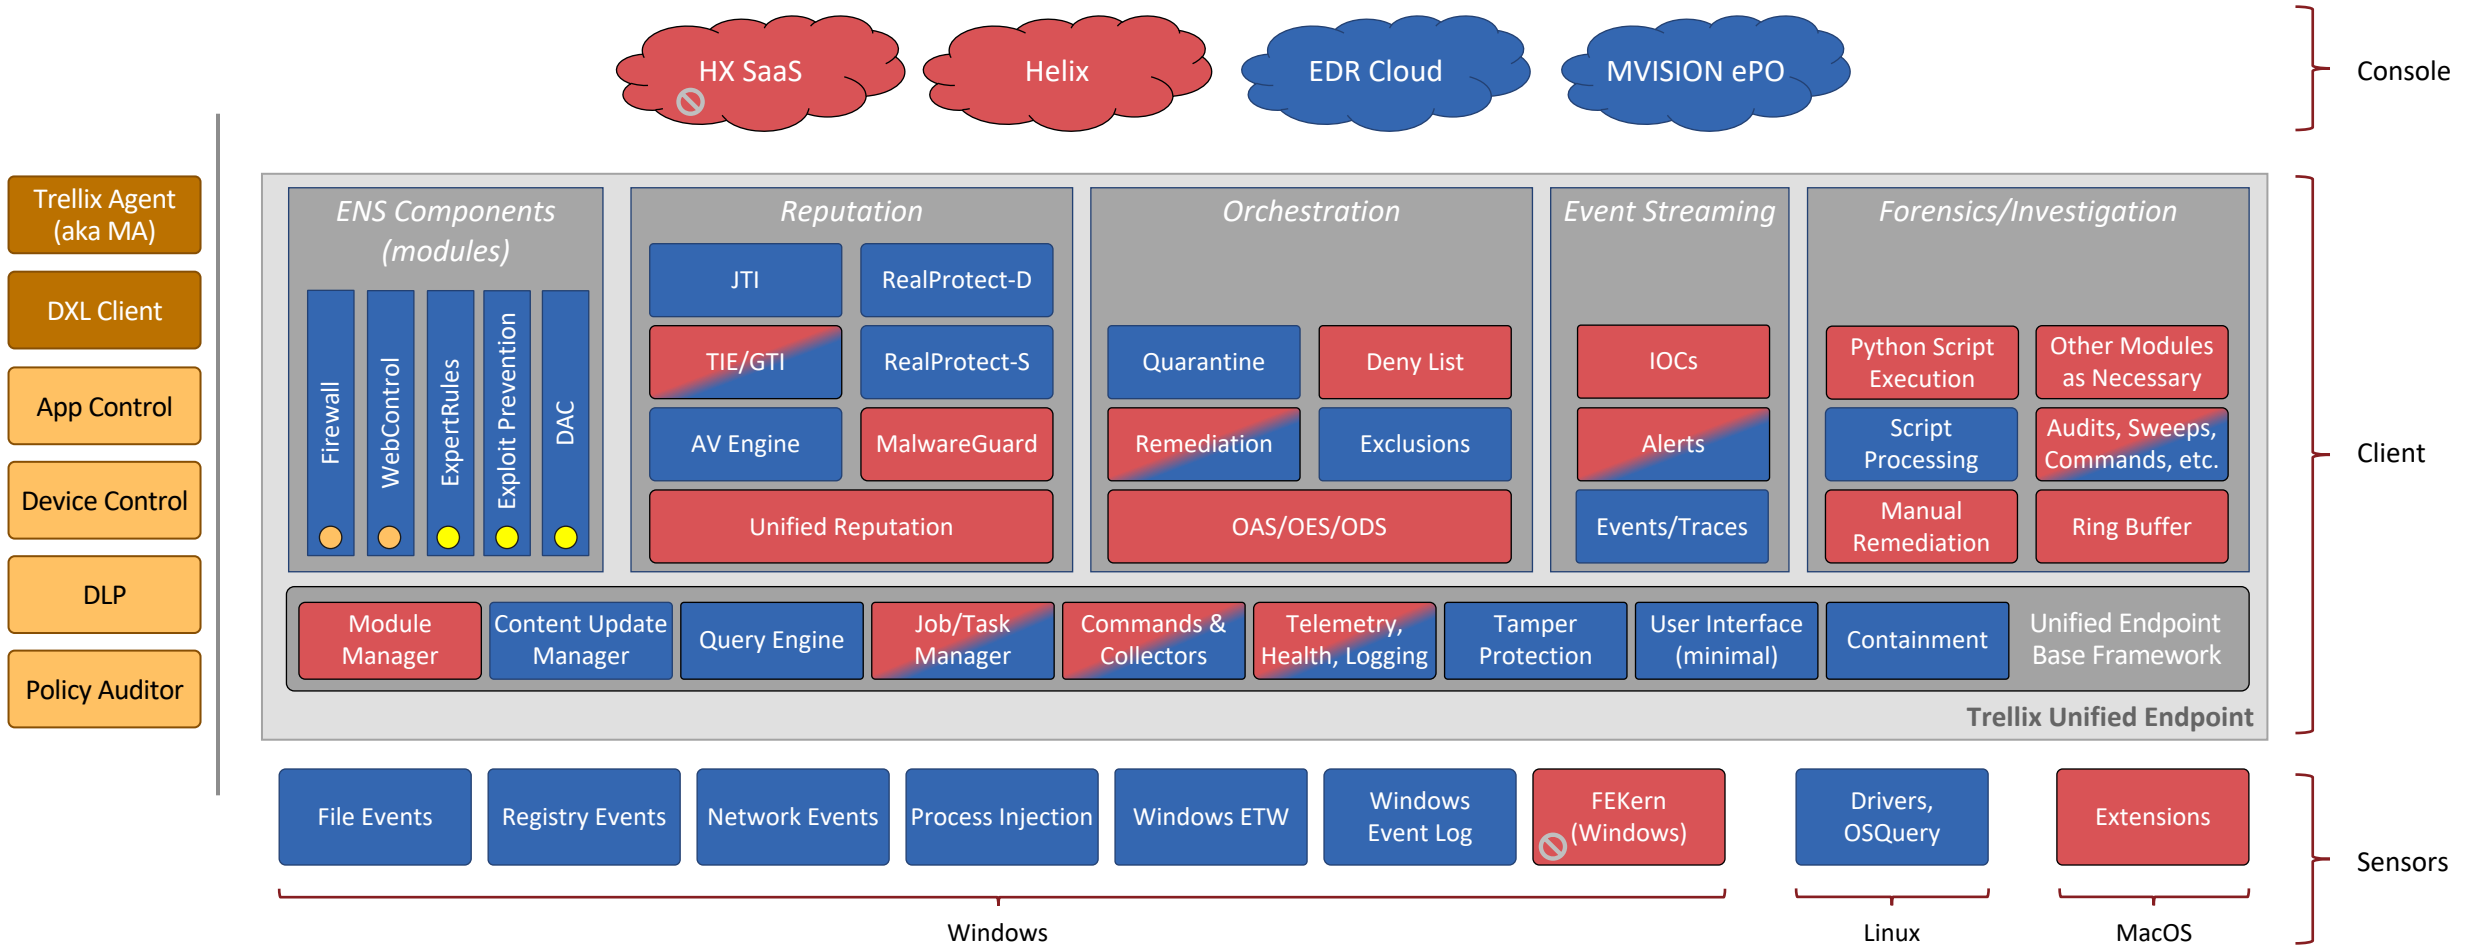 HX SaaS
Helix
EDR Cloud
MVISION ePO
Console
Trellix Agent
(aka MA)
DXL Client
App Control
Device Control
DLP
Policy Auditor
ENS Components
(modules)
Firewall
WebControl
ExpertRules
Exploit Prevention
DAC
Reputation
JTI
RealProtect-D
TIE/GTI
RealProtect-S
AV Engine
MalwareGuard
Unified Reputation
Orchestration
Quarantine
Deny List
Remediation
Exclusions
OAS/OES/ODS
Event Streaming
IOCs
Alerts
Events/Traces
Forensics/Investigation
Python Script
Execution
Other Modules
as Necessary
Script
Processing
Audits, Sweeps,
Commands, etc.
Manual
Remediation
Ring Buffer
Client
Module
Manager
Content Update
Manager
Query Engine
Job/Task
Manager
Commands &
Collectors
Telemetry,
Health, Logging
Tamper
Protection
User Interface
(minimal)
Containment
Unified Endpoint
Base Framework
Trellix Unified Endpoint
File Events
Registry Events
Network Events
Process Injection
Windows ETW
Windows
Event Log
FEKern
(Windows)
Drivers,
OSQuery
Extensions
Sensors
Windows
Linux
MacOS